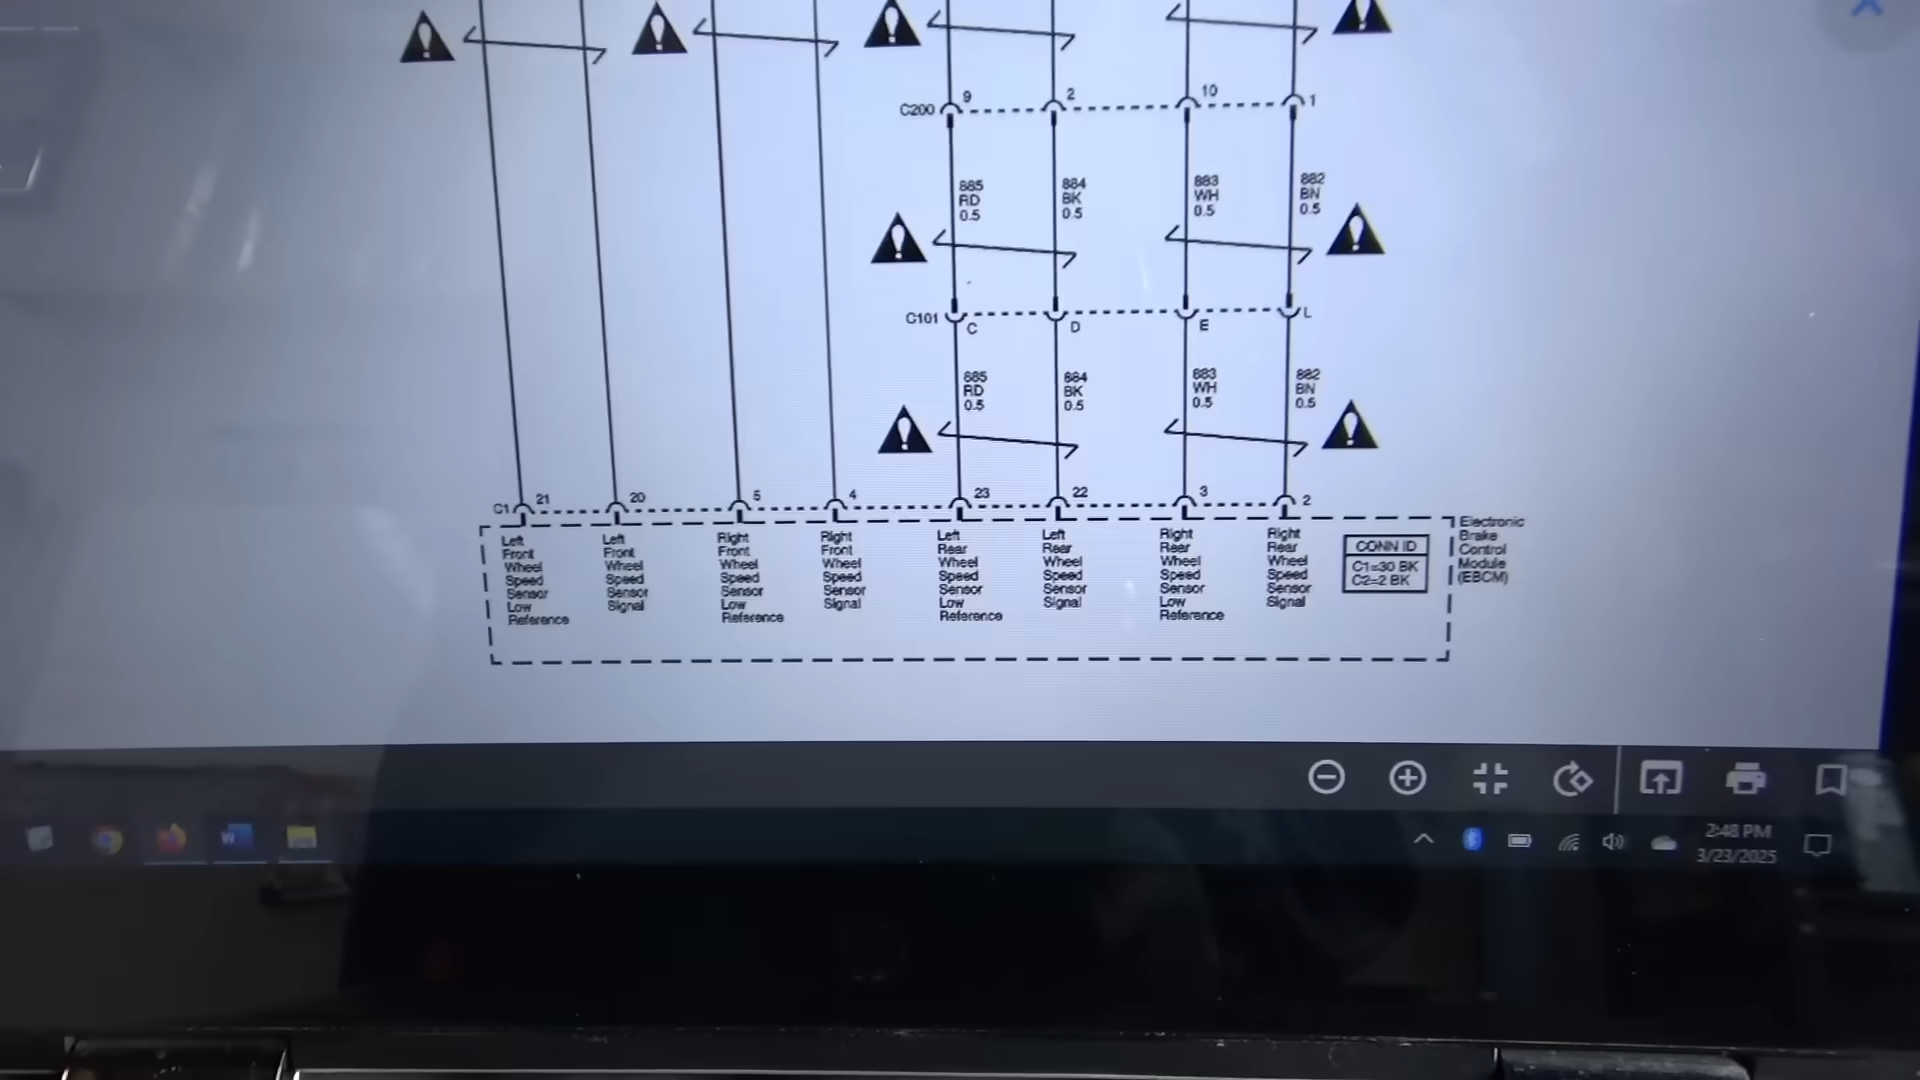 C200 9 2 10 1
885 884 883 882
RD BK WH BN
0.5 0.5 0.5 0.5
C101 C D E L
885 884 883 882
RD BK WH BN
0.5 0.5 0.5 0.5
C1 21 20 5 4 23 22 3 2
Left
Front
Wheel
Speed
Sensor
Low
Reference
Left
Front
Wheel
Speed
Sensor
Signal
Right
Front
Wheel
Speed
Sensor
Low
Reference
Right
Front
Wheel
Speed
Sensor
Signal
Left
Rear
Wheel
Speed
Sensor
Low
Reference
Left
Rear
Wheel
Speed
Sensor
Signal
Right
Rear
Wheel
Speed
Sensor
Low
Reference
Right
Rear
Wheel
Speed
Sensor
Signal
CONN ID
C1=30 BK
C2=2 BK
Electronic
Brake
Control
Module
(EBCM)
W
2:48 PM
3/23/2025